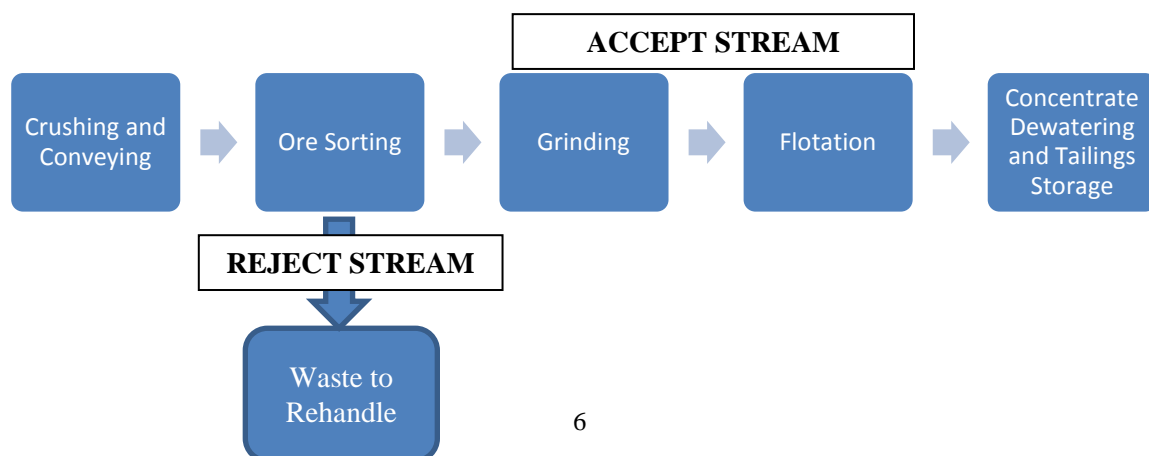 ACCEPT STREAM
Crushing and
Conveying
Ore Sorting
Grinding
Flotation
Concentrate
Dewatering
and Tailings
Storage
REJECT STREAM
Waste to
Rehandle
6